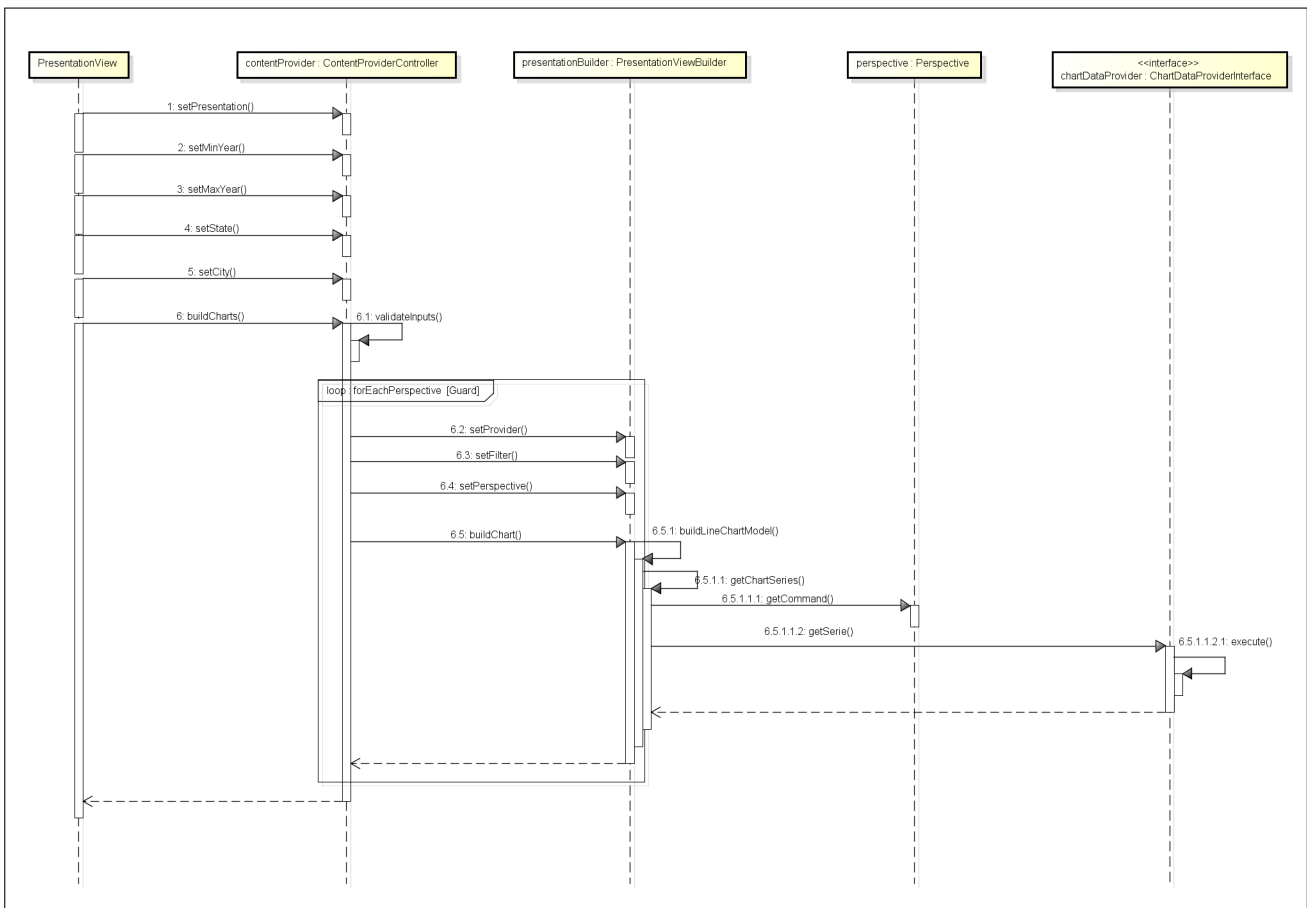 PresentationView
contentProvider : ContentProviderController
presentationBuilder : PresentationViewBuilder
perspective : Perspective
<<interface>>
chartDataProvider : ChartDataProviderInterface
1: setPresentation()
2: setMinYear()
3: setMaxYear()
4: setState()
5: setCity()
6: buildCharts()
6.1: validateInputs()
loop : forEachPerspective [Guard]
6.2: setProvider()
6.3: setFilter()
6.4: setPerspective()
6.5: buildChart()
6.5.1: buildLineChartModel()
6.5.1.1: getChartSeries()
6.5.1.1.1: getCommand()
6.5.1.1.2: getSerie()
6.5.1.1.2.1: execute()